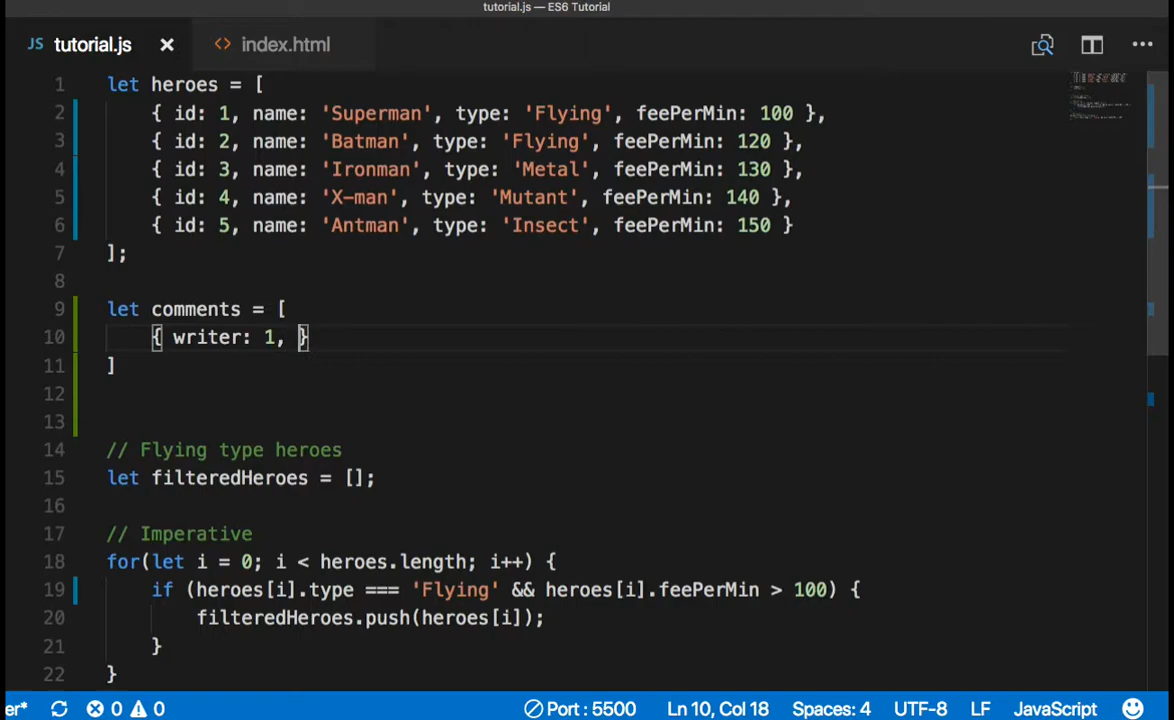 tutorial.js — ES6 Tutorial
JS tutorial.js × <> index.html •••
1 let heroes = [
2 { id: 1, name: 'Superman', type: 'Flying', feePerMin: 100 },
3 { id: 2, name: 'Batman', type: 'Flying', feePerMin: 120 },
4 { id: 3, name: 'Ironman', type: 'Metal', feePerMin: 130 },
5 { id: 4, name: 'X-man', type: 'Mutant', feePerMin: 140 },
6 { id: 5, name: 'Antman', type: 'Insect', feePerMin: 150 }
7 ];
8
9 let comments = [
10 { writer: 1, }
11 ]
12
13
14 // Flying type heroes
15 let filteredHeroes = [];
16
17 // Imperative
18 for(let i = 0; i < heroes.length; i++) {
19 if (heroes[i].type === 'Flying' && heroes[i].feePerMin > 100) {
20 filteredHeroes.push(heroes[i]);
21 }
22 }
er* 0 0 Port : 5500 Ln 10, Col 18 Spaces: 4 UTF-8 LF JavaScript